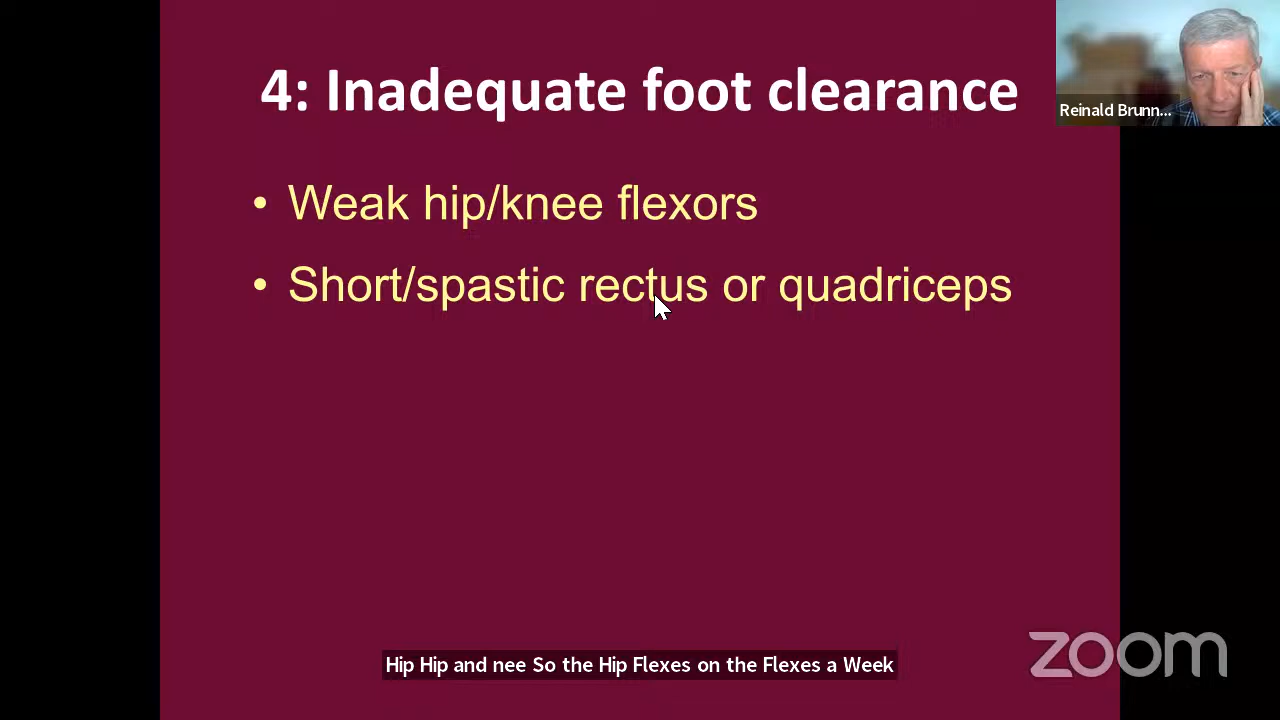 4: Inadequate foot clearance
Reinald Brunn...
• Weak hip/knee flexors
• Short/spastic rectus or quadriceps
zoom
Hip Hip and nee So the Hip Flexes on the Flexes a Week